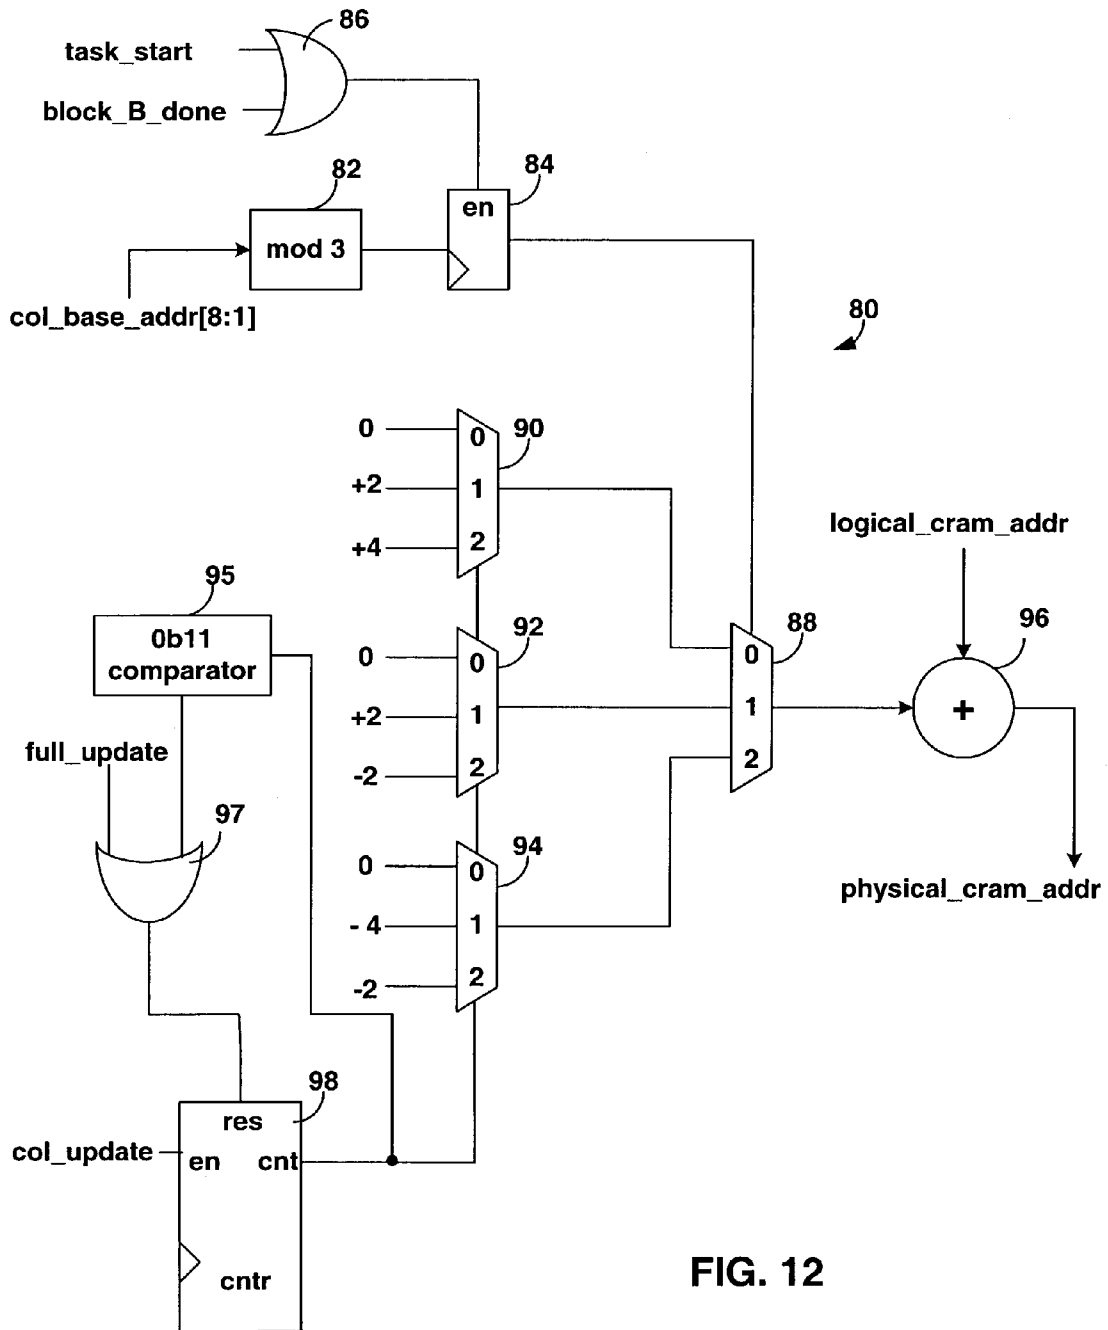 86
task_start
block_B_done
82
84
en
mod 3
col_base_addr[8:1]
80
0
0
90
+2
1
+4
2
logical_cram_addr
95
0b11
comparator
92
0
0
+2
1
-2
2
88
0
1
2
96
+
full_update
97
94
0
0
- 4
1
-2
2
physical_cram_addr
98
res
col_update
en
cnt
cntr
FIG. 12